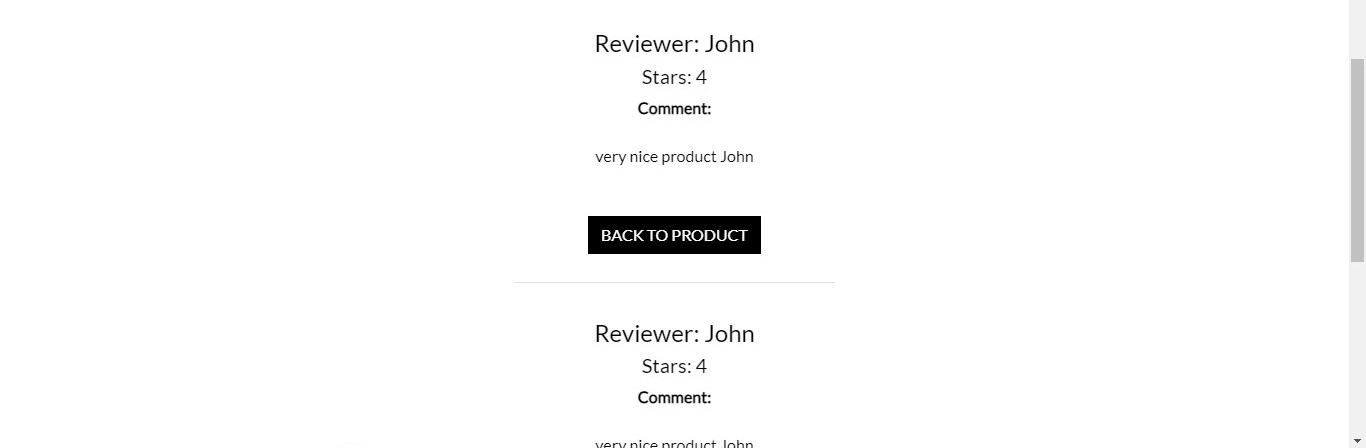 Reviewer: John
Stars: 4
Comment:
very nice product John
BACK TO PRODUCT
Reviewer: John
Stars: 4
Comment:
very nice product John